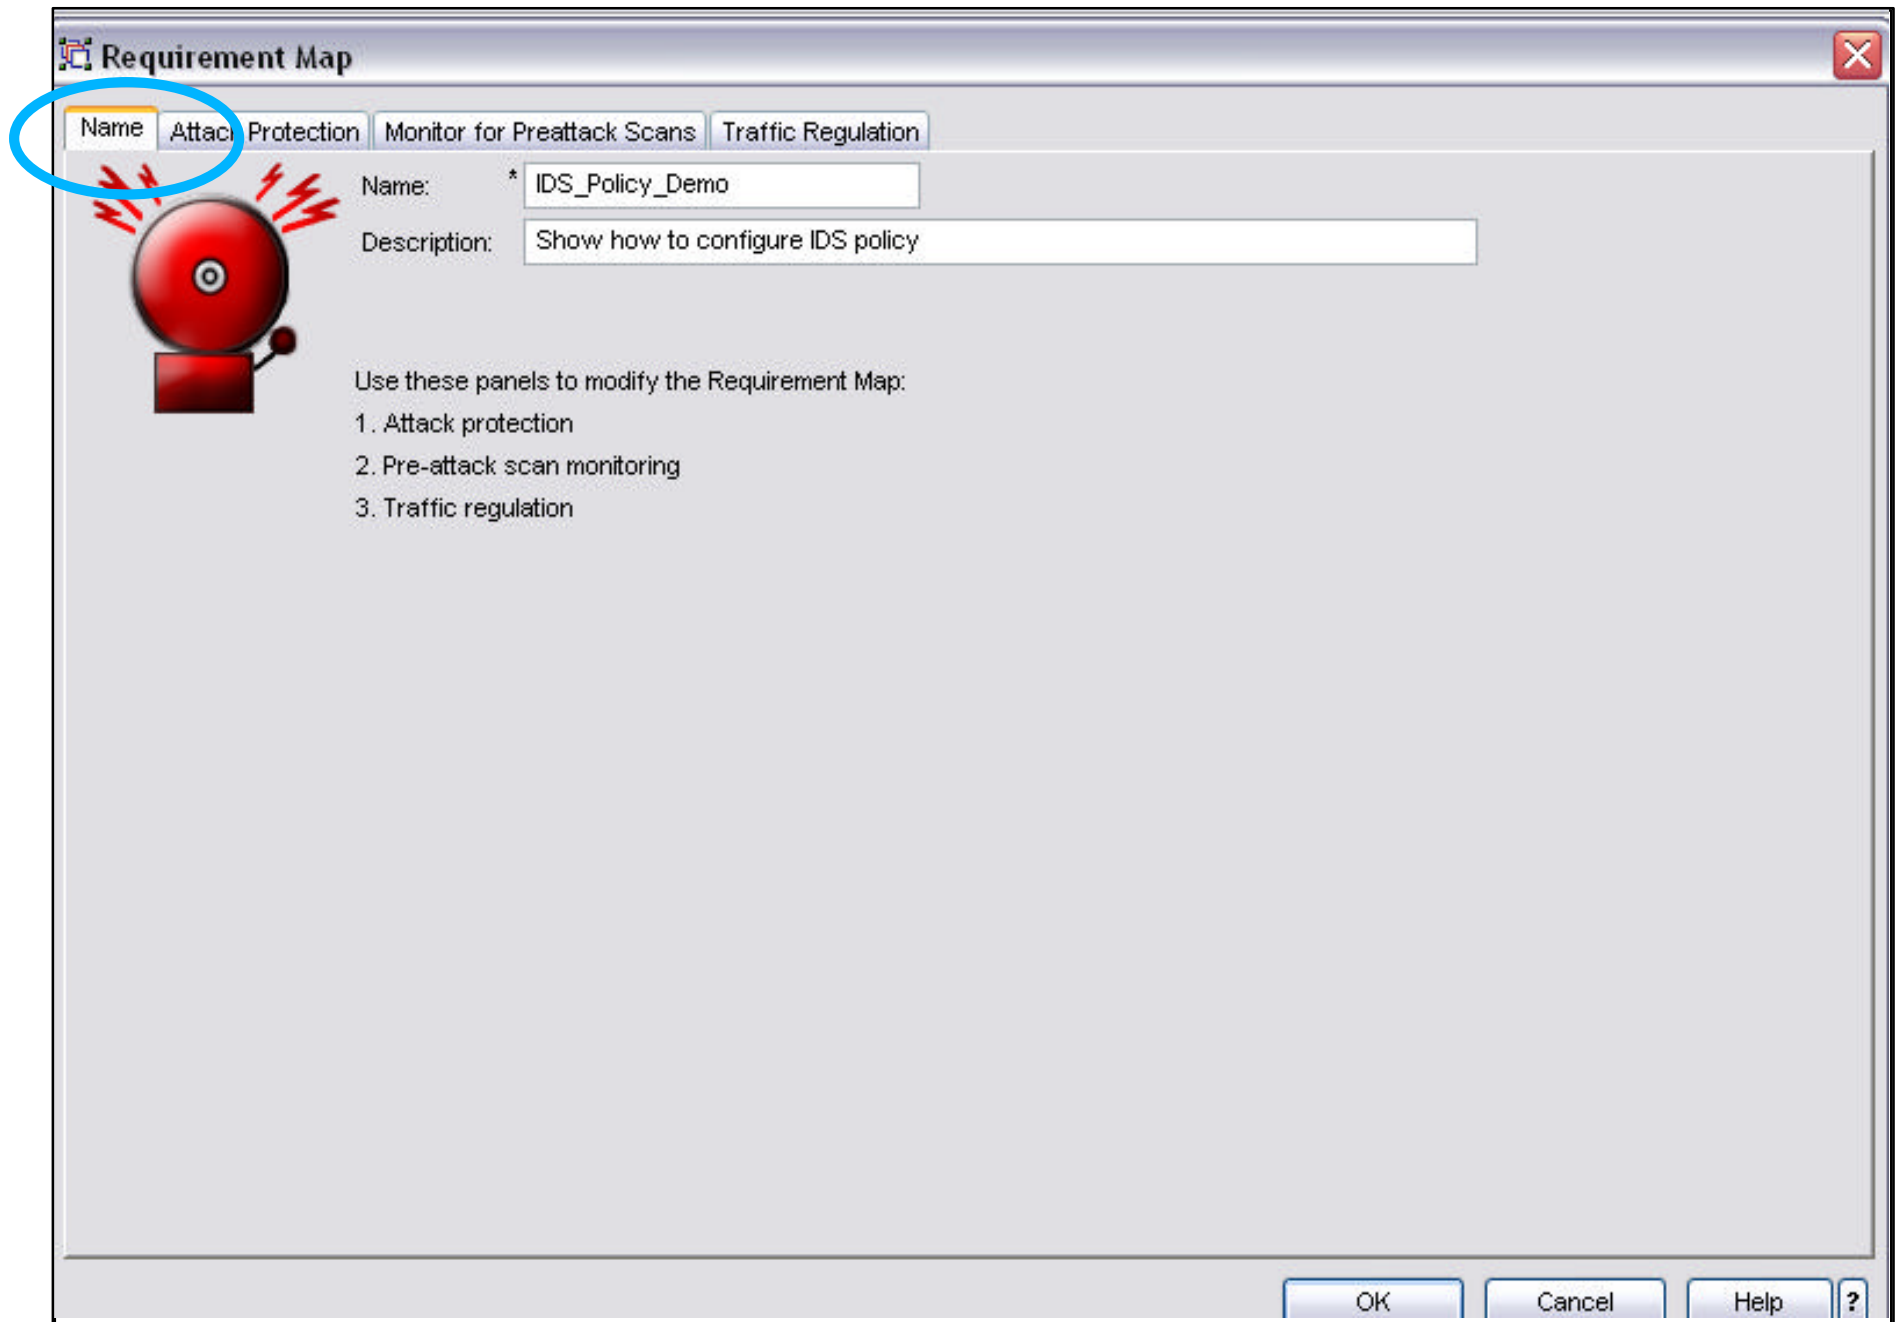 Requirement Map
Name Attack Protection Monitor for Preattack Scans Traffic Regulation
Name: * IDS_Policy_Demo
Description: Show how to configure IDS policy
Use these panels to modify the Requirement Map:
1. Attack protection
2. Pre-attack scan monitoring
3. Traffic regulation
OK Cancel Help ?